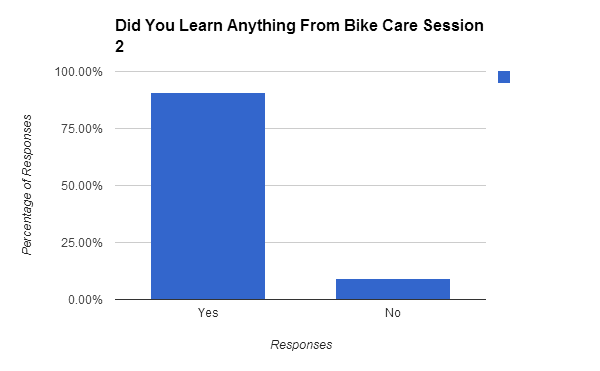 Did You Learn Anything From Bike Care Session
2
100.00%
75.00%
50.00%
25.00%
0.00%
Percentage of Responses
Yes
No
Responses